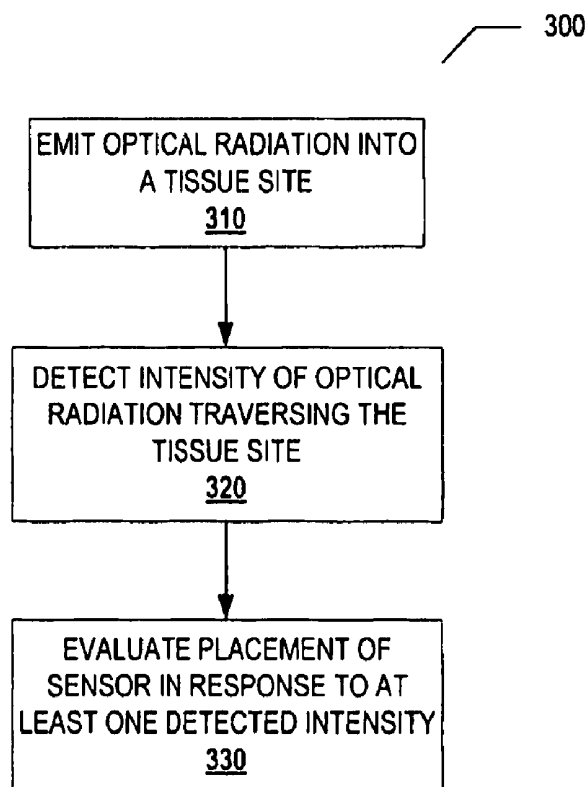 300
EMIT OPTICAL RADIATION INTO
A TISSUE SITE
310
DETECT INTENSITY OF OPTICAL
RADIATION TRAVERSING THE
TISSUE SITE
320
EVALUATE PLACEMENT OF
SENSOR IN RESPONSE TO AT
LEAST ONE DETECTED INTENSITY
330